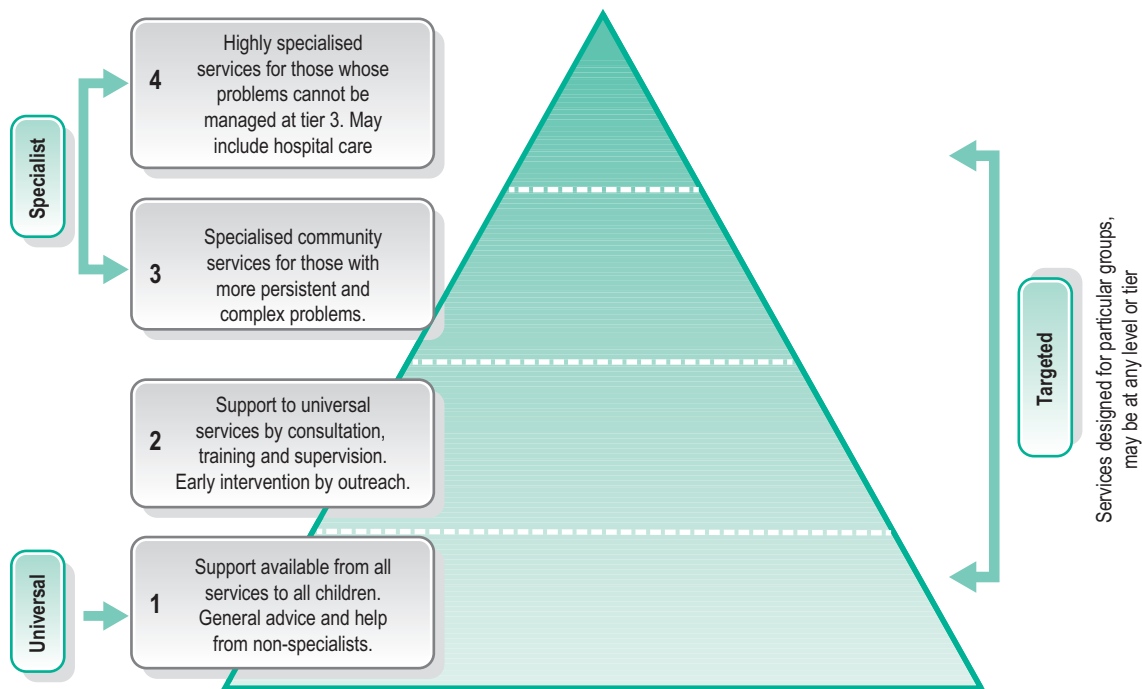 Specialist
4
Highly specialised
services for those whose
problems cannot be
managed at tier 3. May
include hospital care
3
Specialised community
services for those with
more persistent and
complex problems.
2
Support to universal
services by consultation,
training and supervision.
Early intervention by outreach.
Universal
1
Support available from all
services to all children.
General advice and help
from non-specialists.
Targeted
Services designed for particular groups,
may be at any level or tier